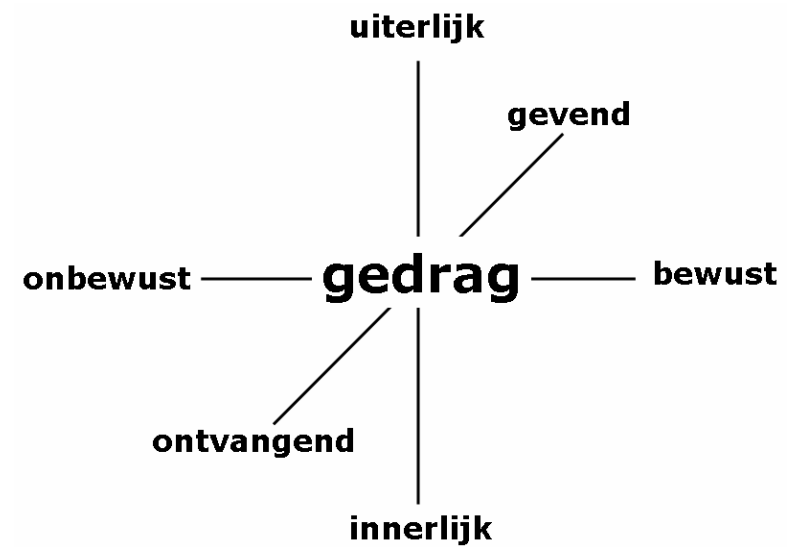 uiterlijk
gevend
onbewust gedrag bewust
ontvangend
innerlijk